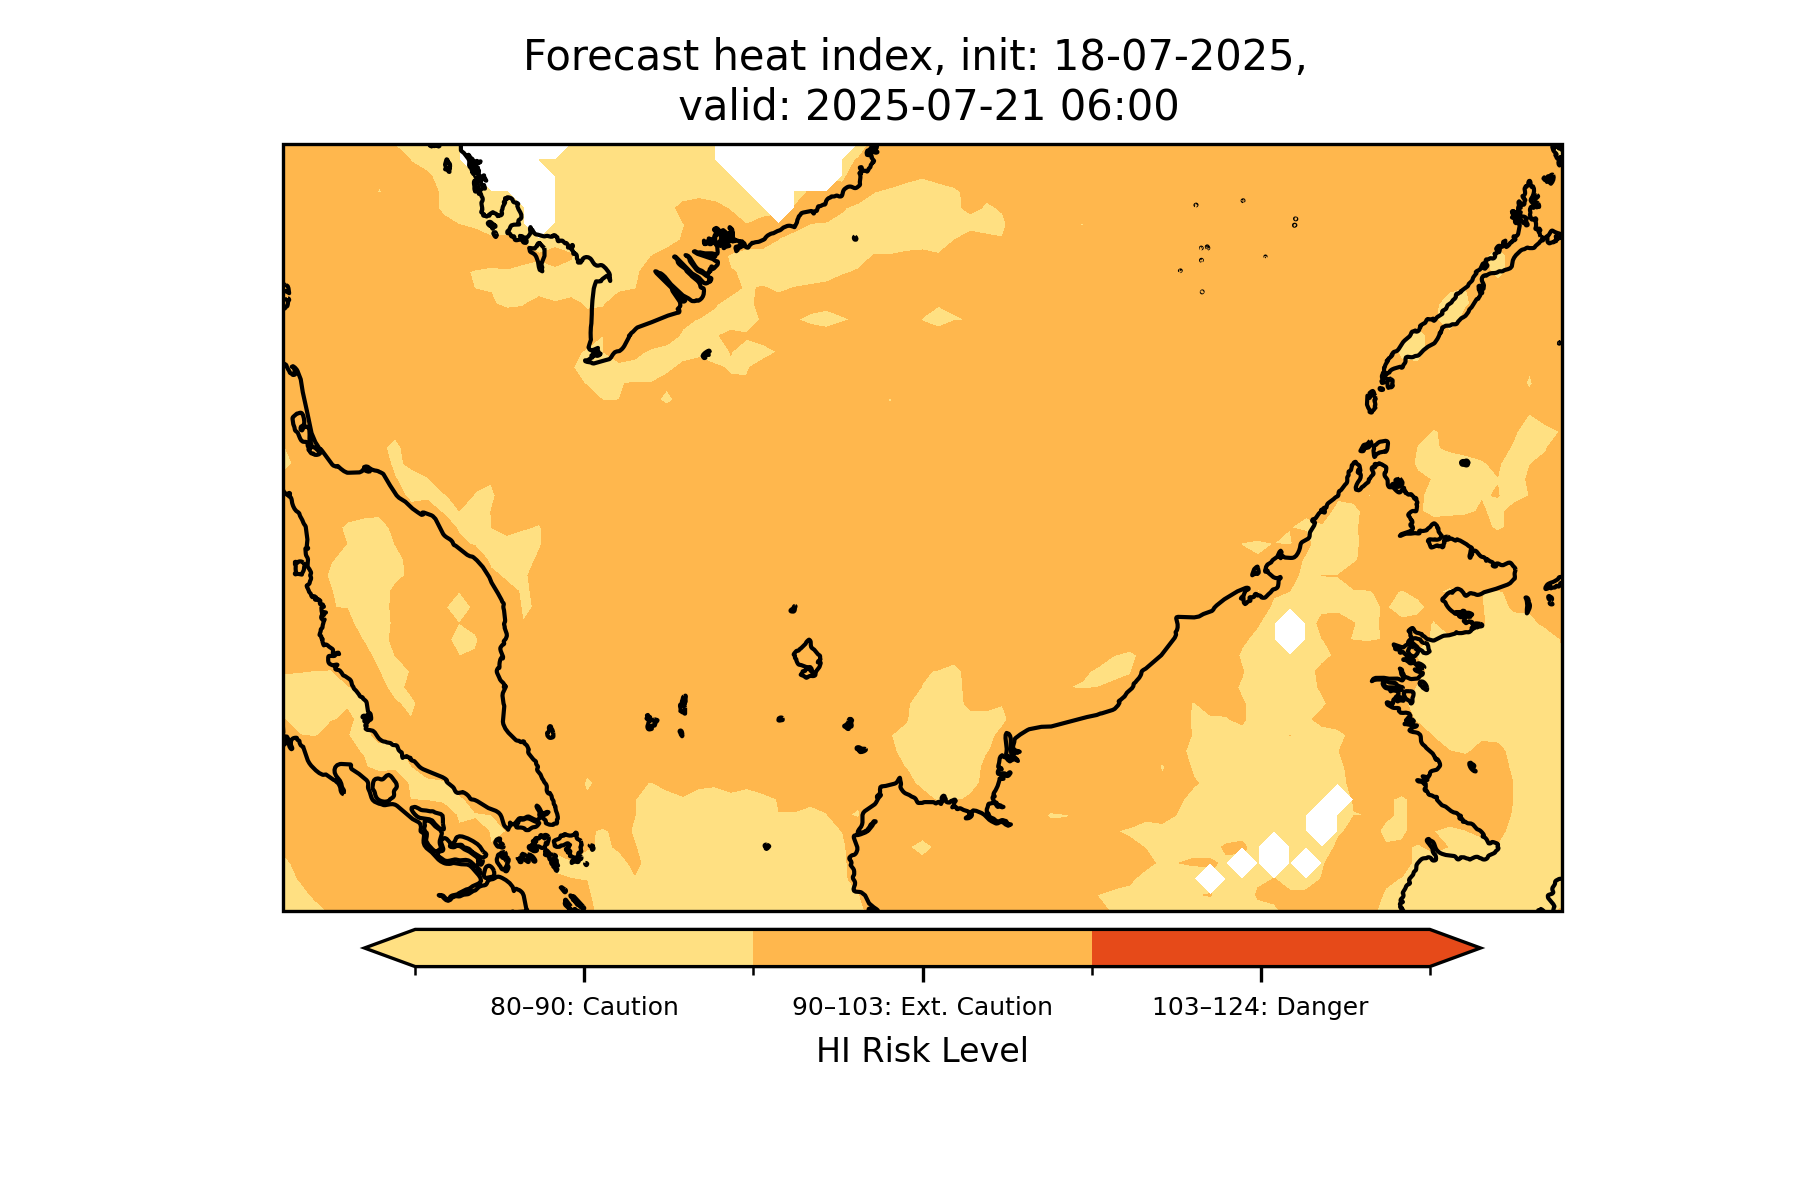 Forecast heat index, init: 18-07-2025,
valid: 2025-07-21 06:00
80–90: Caution
90–103: Ext. Caution
103–124: Danger
HI Risk Level